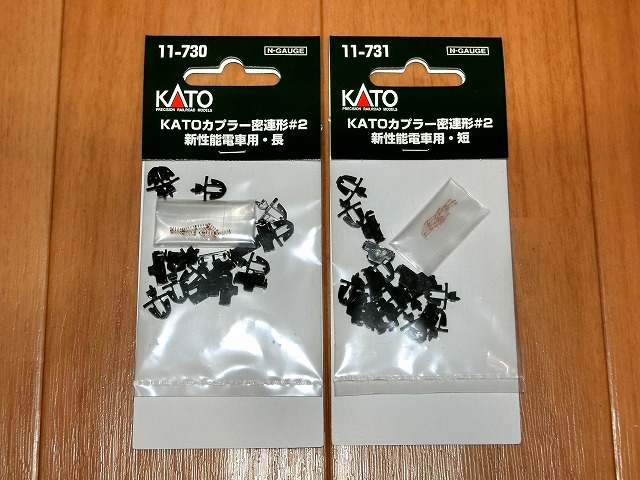 11-730
N-GAUGE
KATO
PRECISION RAILROAD MODELS
KATOカプラー密連形#2
新性能電車用・長
11-731
N-GAUGE
KATO
PRECISION RAILROAD MODELS
KATOカプラー密連形#2
新性能電車用・短